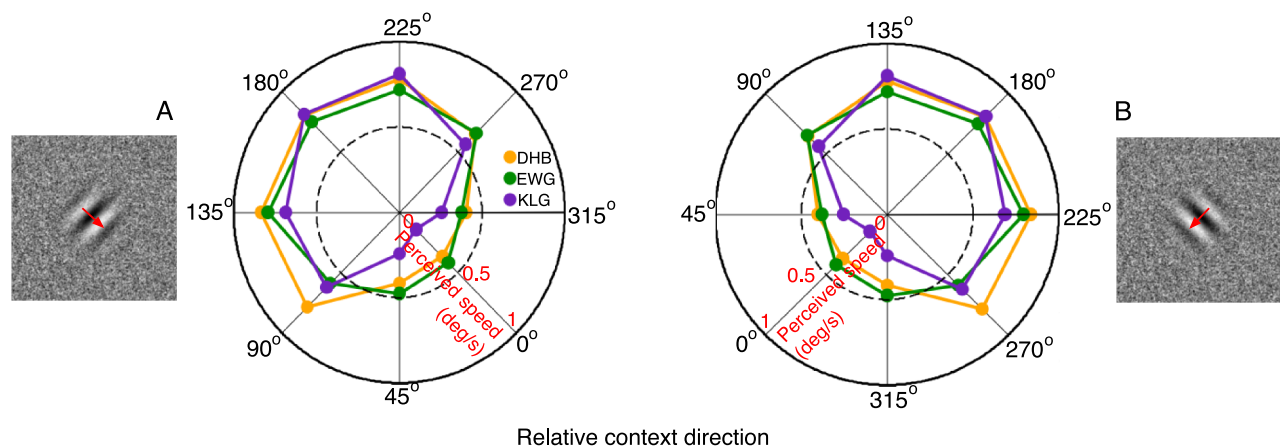 225°
135°
180°
270°
90°
180°
A
B
DHB
EWG
KLG
135°
0
315°
45°
0
225°
Perceived speed
(deg/s)
0.5
1
Perceived speed
(deg/s)
0.5
1
90°
0°
0°
270°
45°
315°
Relative context direction